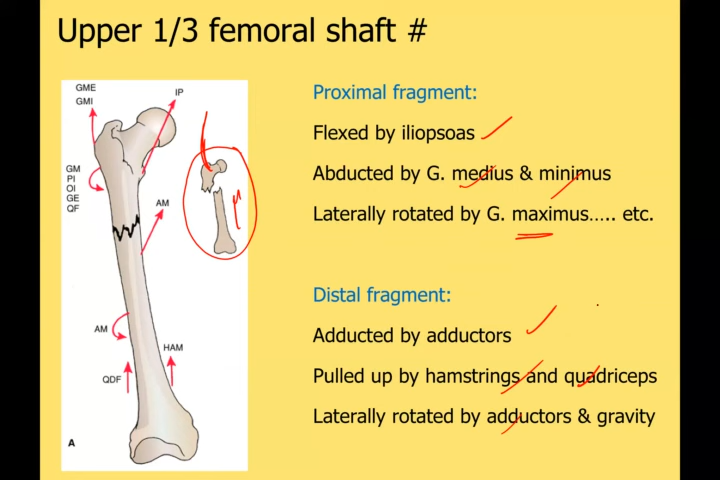 Upper 1/3 femoral shaft #
GME
GMI
IP
GM
PI
OI
GE
QF
AM
AM
HAM
QDF
A
Proximal fragment:
Flexed by iliopsoas
Abducted by G. medius & minimus
Laterally rotated by G. maximus..... etc.
Distal fragment:
Adducted by adductors
Pulled up by hamstrings and quadriceps
Laterally rotated by adductors & gravity